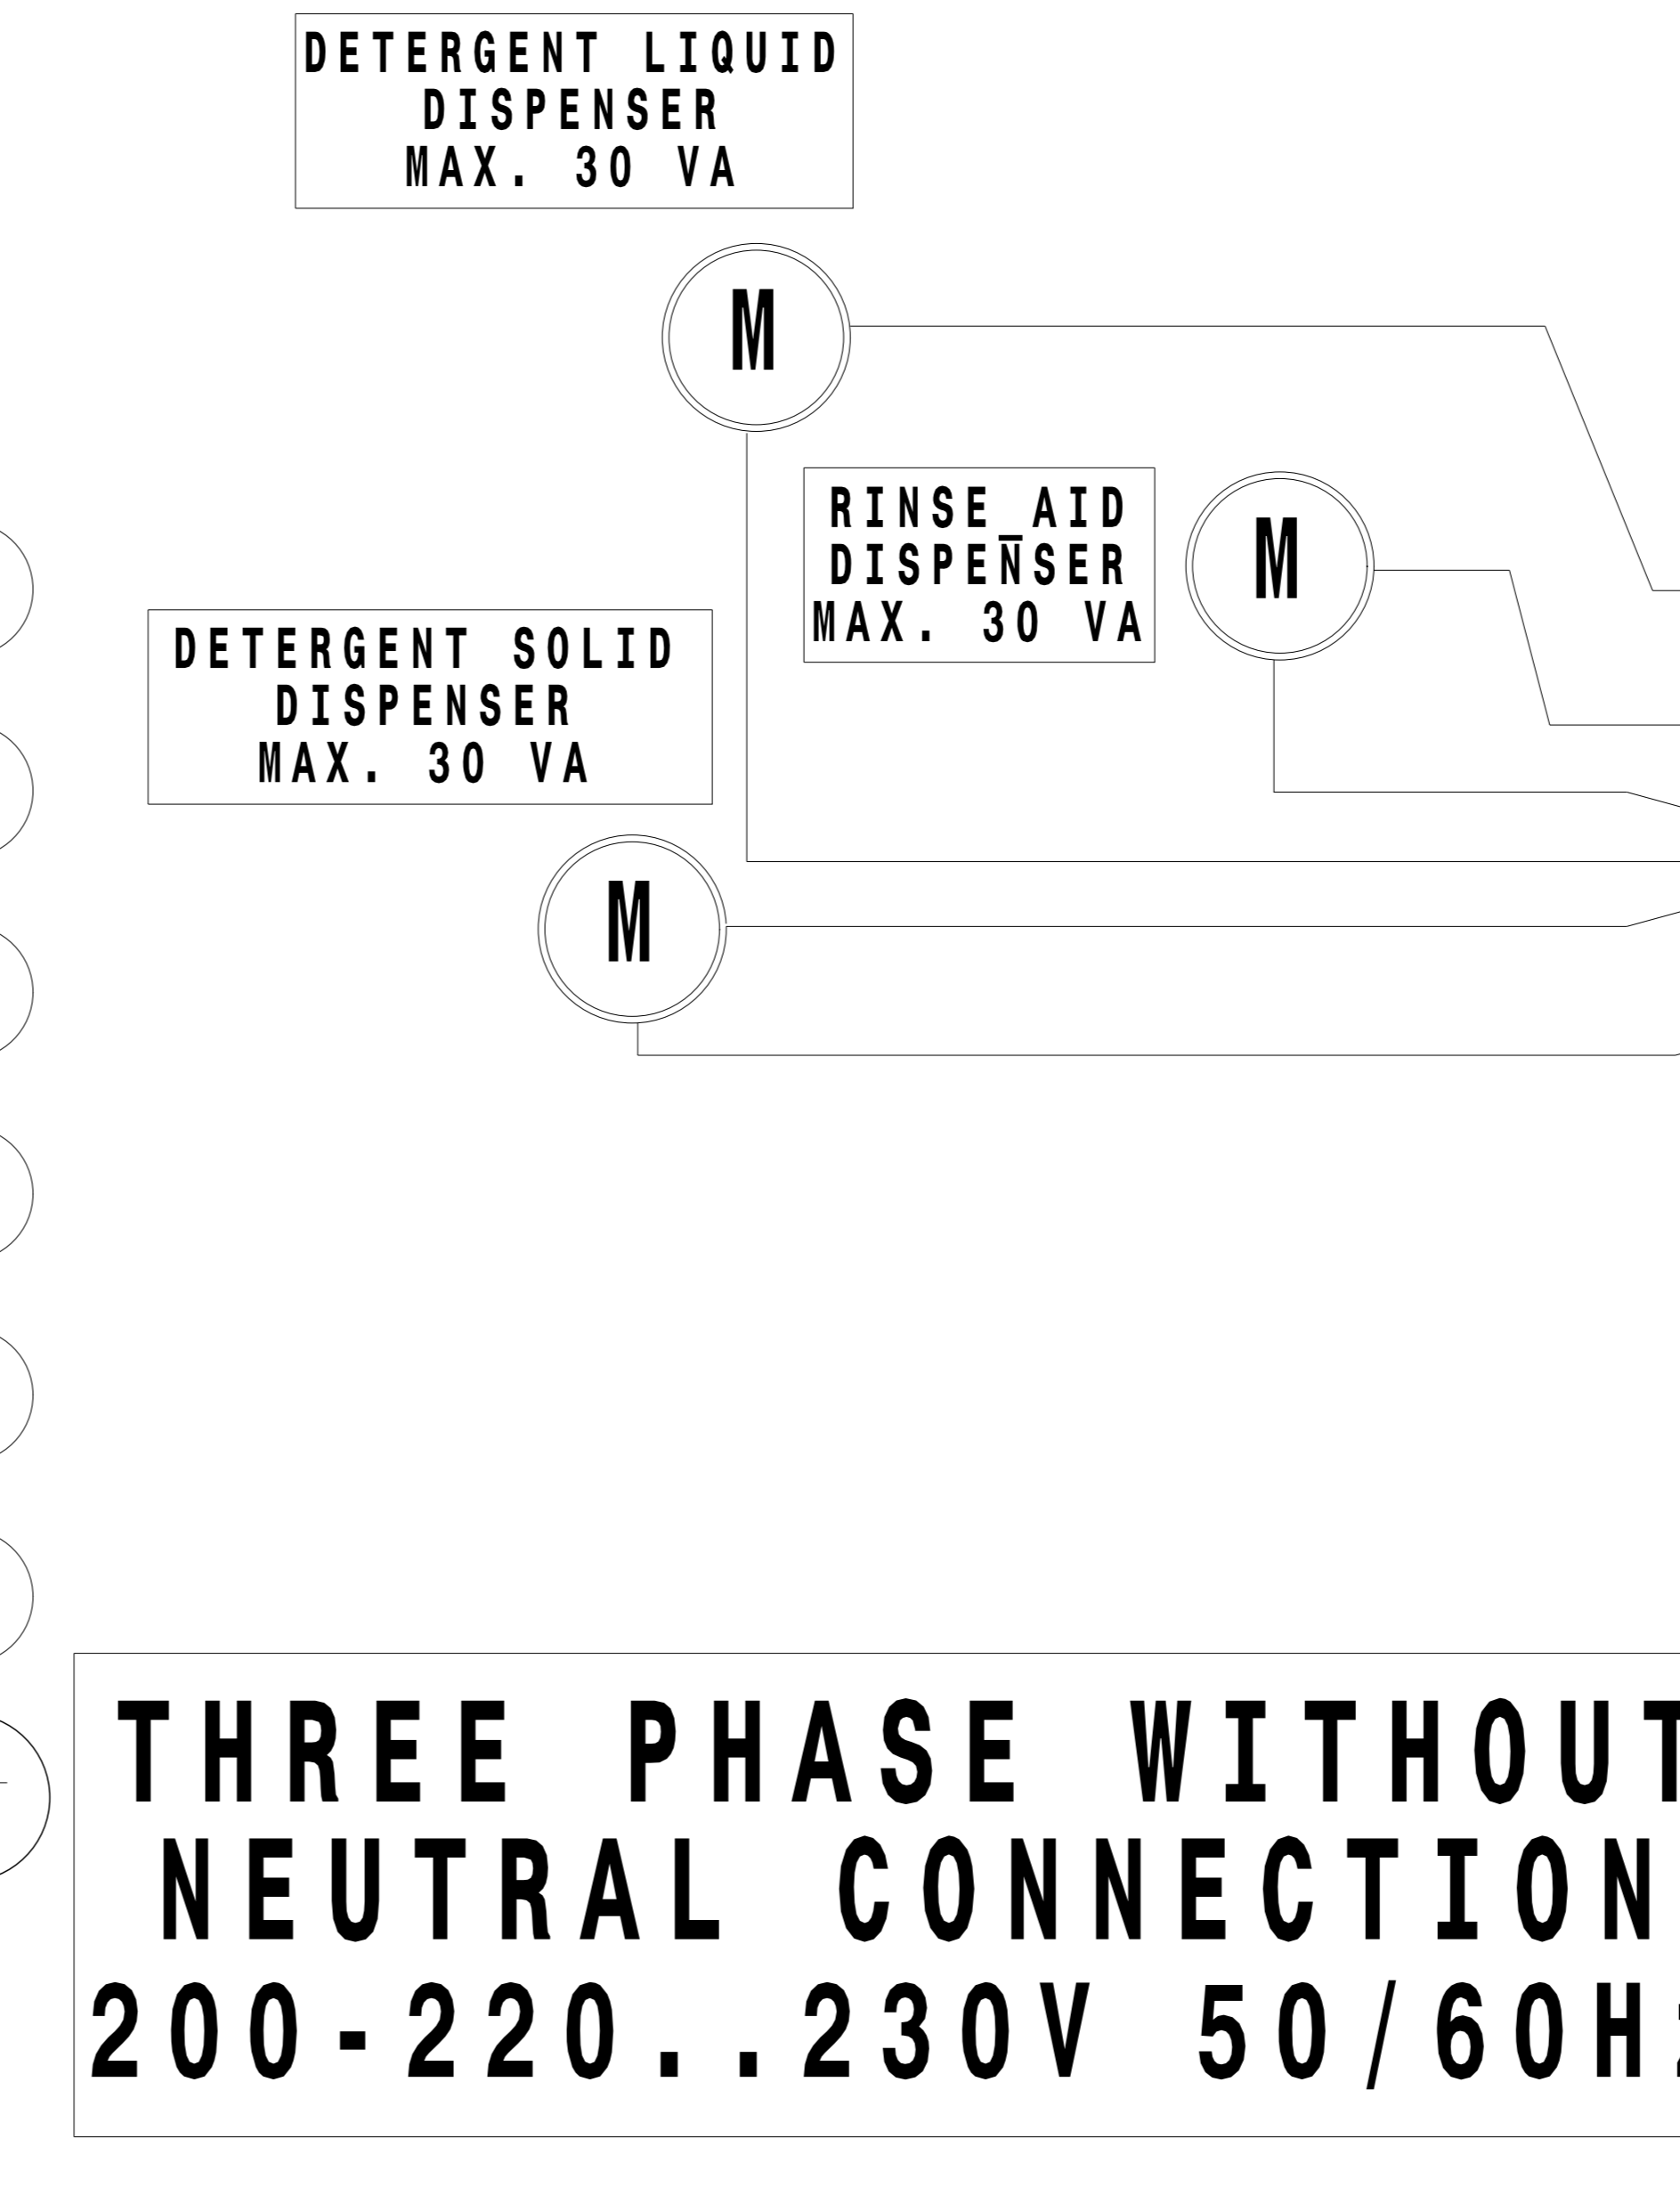 DETERGENT LIQUID
DISPENSER
MAX. 30 VA
M
RINSE AID
DISPENSER
MAX. 30 VA
M
DETERGENT SOLID
DISPENSER
MAX. 30 VA
M
THREE PHASE WITHOUT
NEUTRAL CONNECTION
200-220..230V 50/60Hz